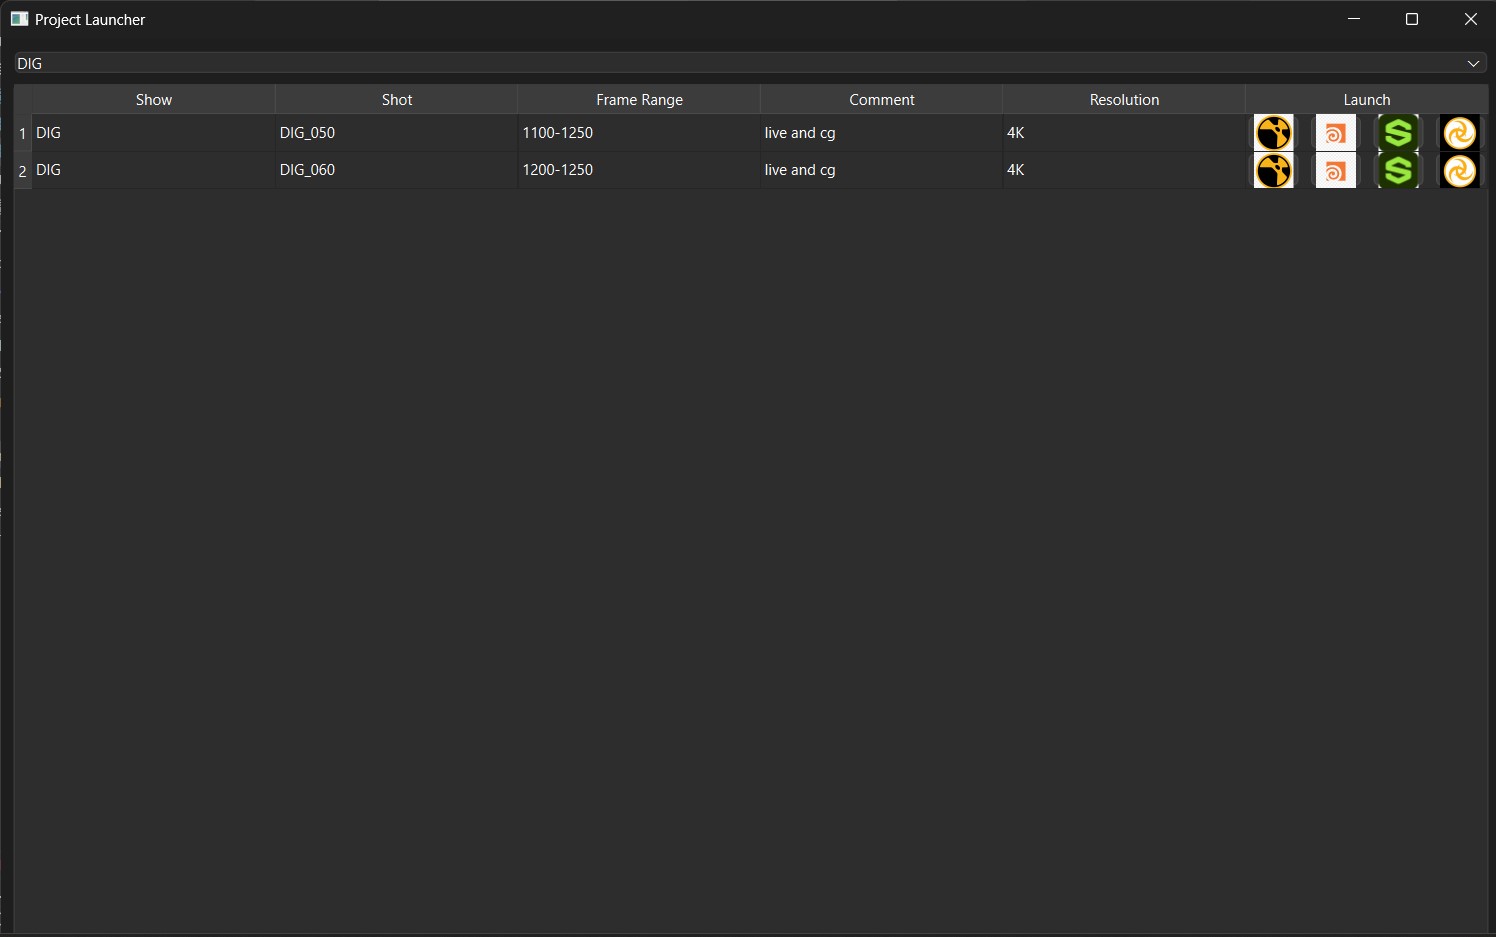 Project Launcher
DIG
Show Shot Frame Range Comment Resolution Launch
1 DIG DIG_050 1100-1250 live and cg 4K
2 DIG DIG_060 1200-1250 live and cg 4K